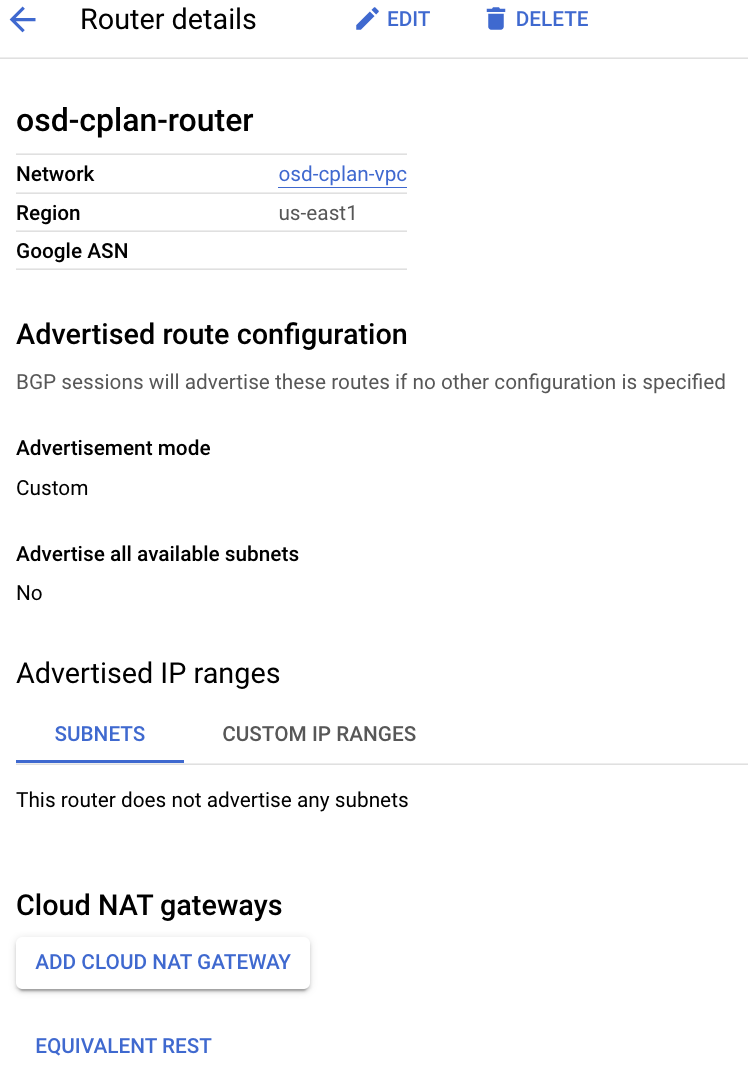 Router details EDIT DELETE
osd-cplan-router
Network osd-cplan-vpc
Region us-east1
Google ASN
Advertised route configuration
BGP sessions will advertise these routes if no other configuration is specified
Advertisement mode
Custom
Advertise all available subnets
No
Advertised IP ranges
SUBNETS CUSTOM IP RANGES
This router does not advertise any subnets
Cloud NAT gateways
ADD CLOUD NAT GATEWAY
EQUIVALENT REST